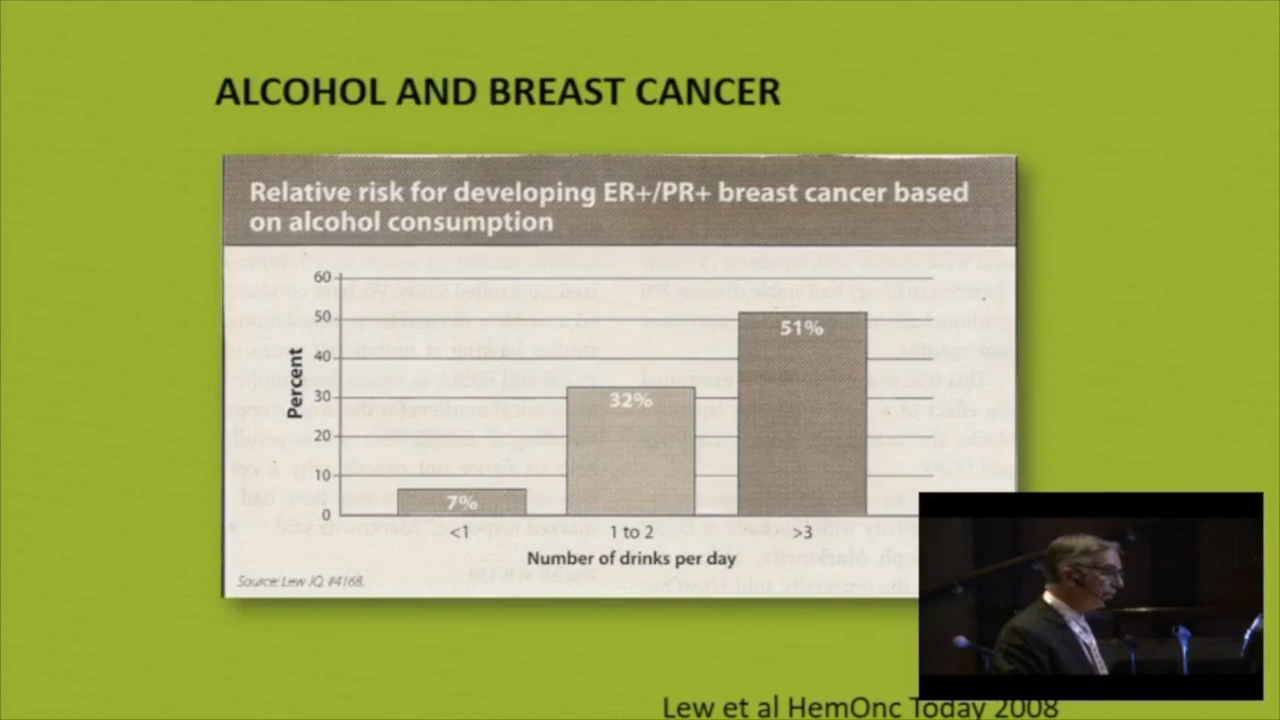 ALCOHOL AND BREAST CANCER
Relative risk for developing ER+/PR+ breast cancer based
on alcohol consumption
Percent
60
50
40
30
20
10
0
7%
32%
51%
<1
1 to 2
>3
Number of drinks per day
Source: Lew JQ, #4168.
Lew et al HemOnc Today 2008